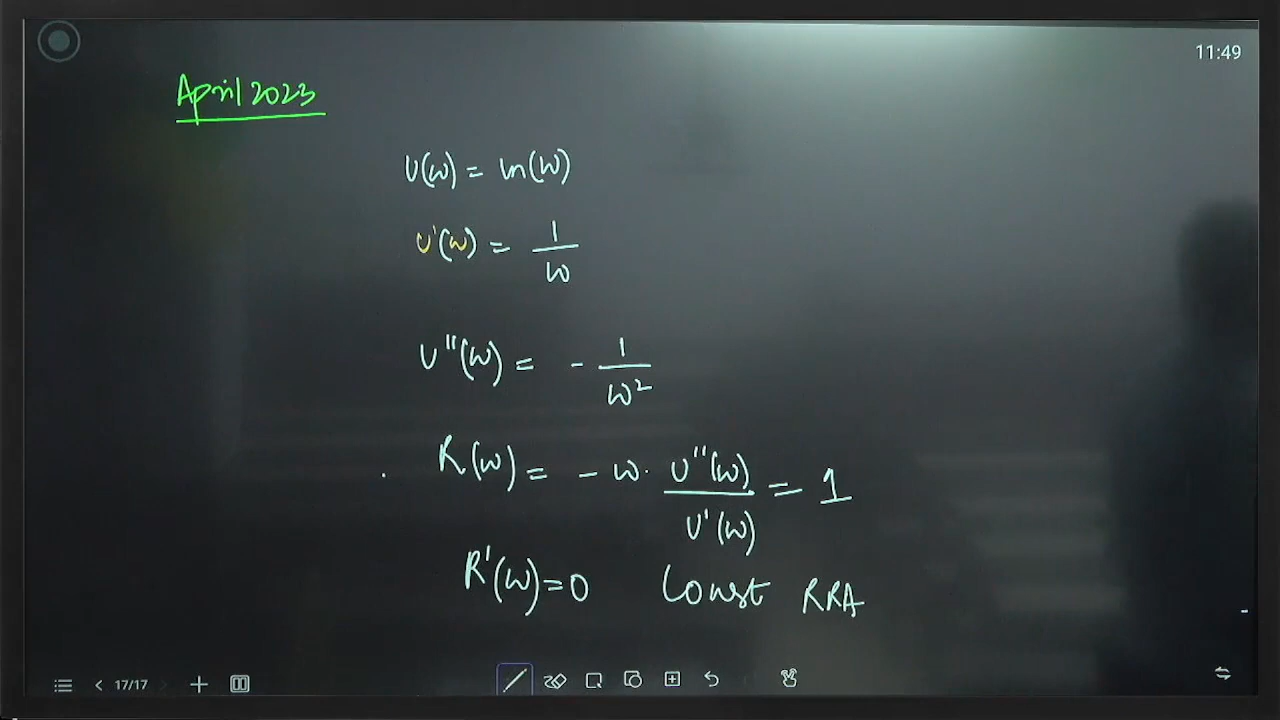 11:49
April 2023
U(w) = ln(w)
U'(w) = 1/w
U''(w) = - 1/w²
R(w) = - w. U''(w)/U'(w) = 1
R'(w)=0 Const RRA
17/17